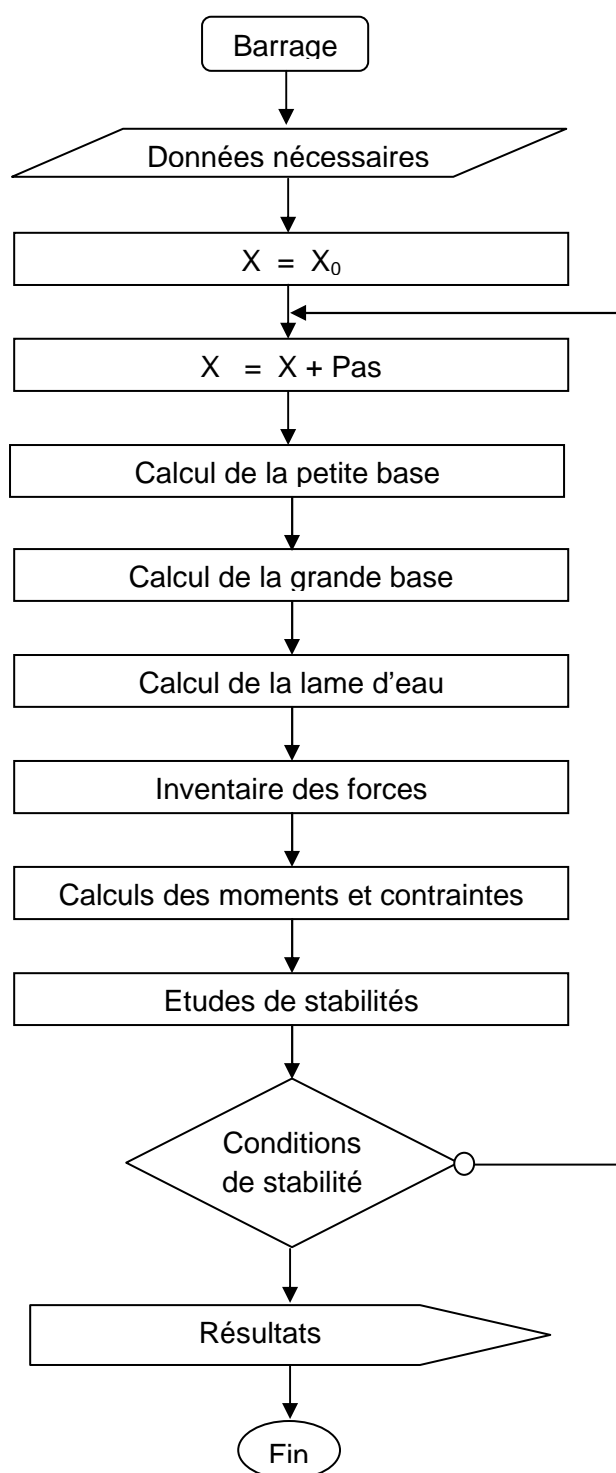 Barrage
Données nécessaires
X = X₀
X = X + Pas
Calcul de la petite base
Calcul de la grande base
Calcul de la lame d’eau
Inventaire des forces
Calculs des moments et contraintes
Etudes de stabilités
Conditions
de stabilité
Résultats
Fin